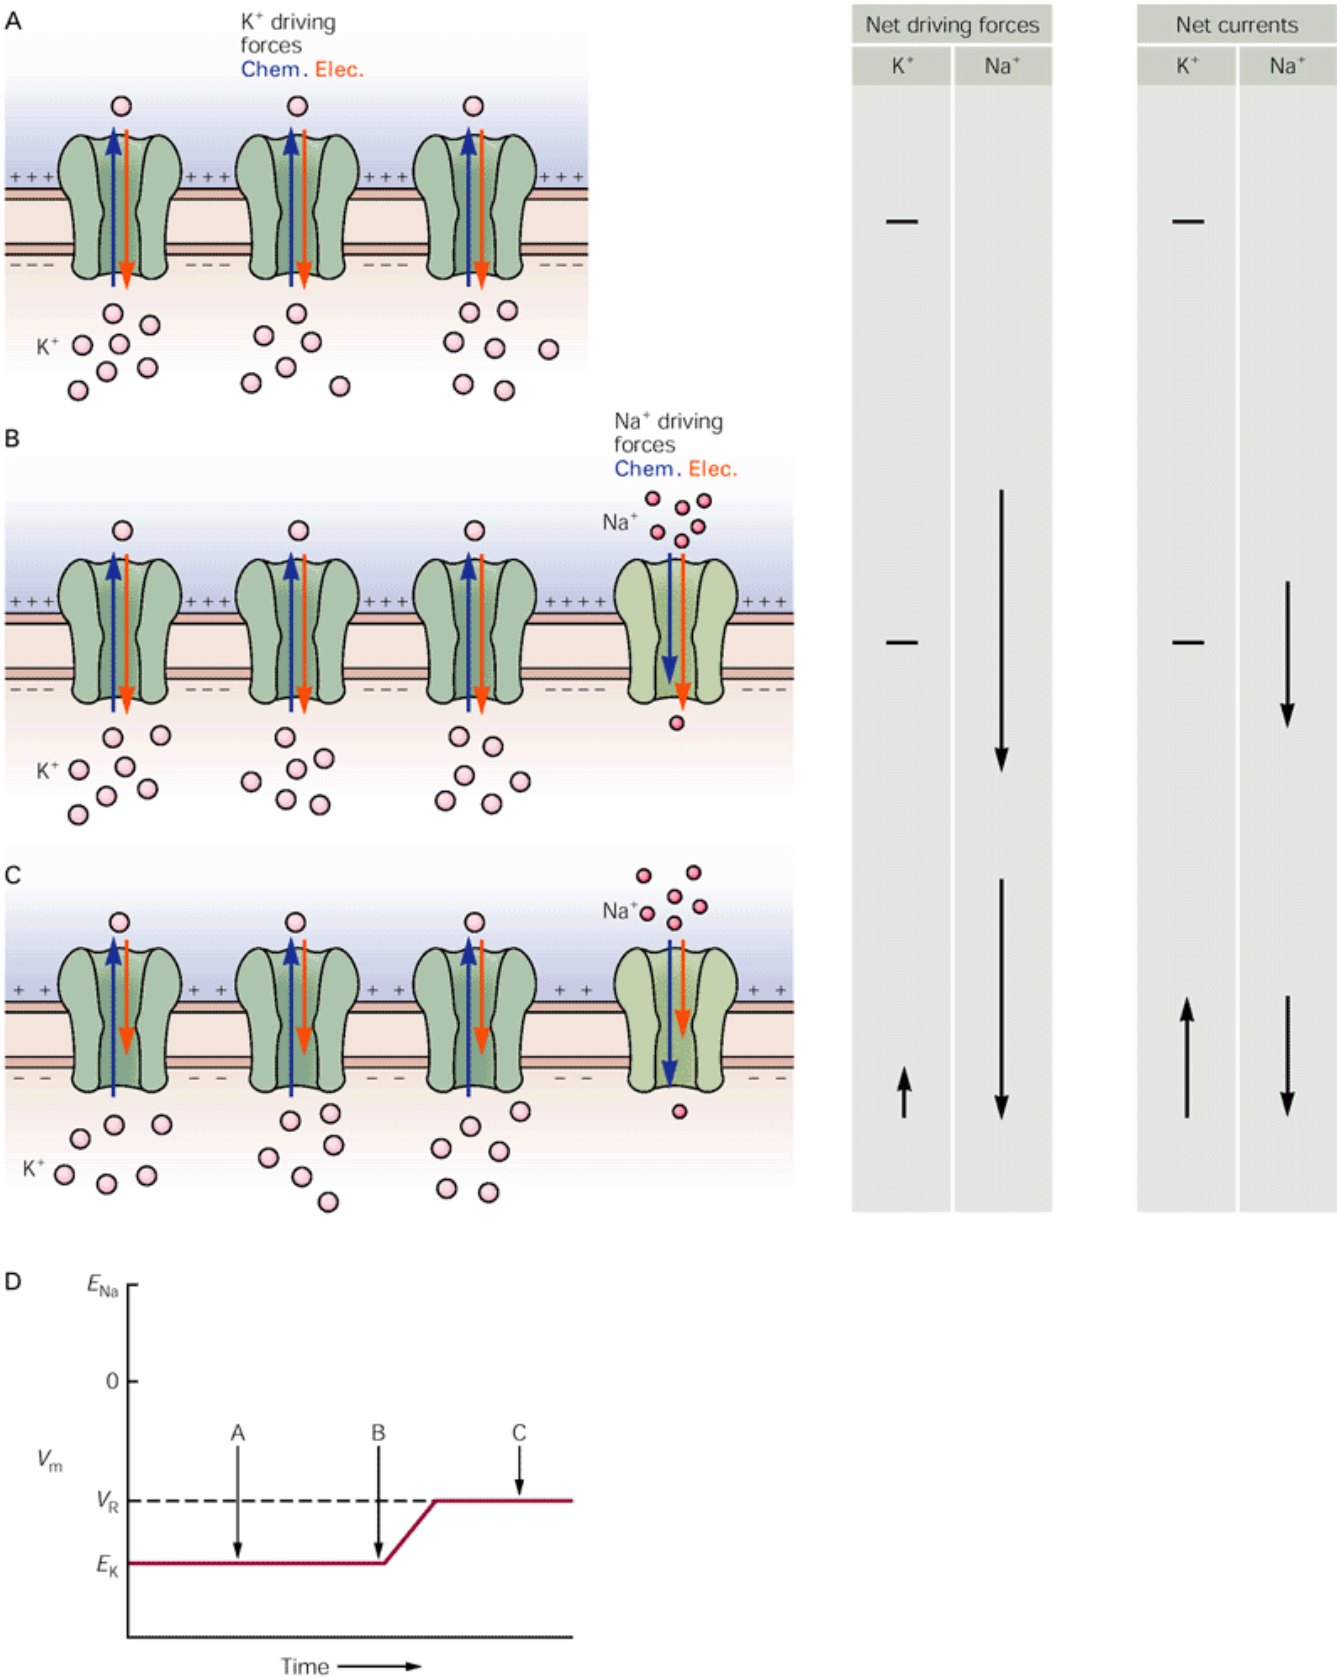 A
K⁺ driving
forces
Chem. Elec.
+++ +++ +++ +++
--- ---- --- ---
K⁺
B
Na⁺ driving
forces
Chem. Elec.
Na⁺
+++ +++ +++ ++++ +++
--- ---- --- ---- ---
K⁺
C
Na⁺
+ + + + + + + + + +
- - - - - - - - - -
K⁺
Net driving forces
K⁺ Na⁺
Net currents
K⁺ Na⁺
D
E_Na
0
A B C
V_m
V_R
E_K
Time